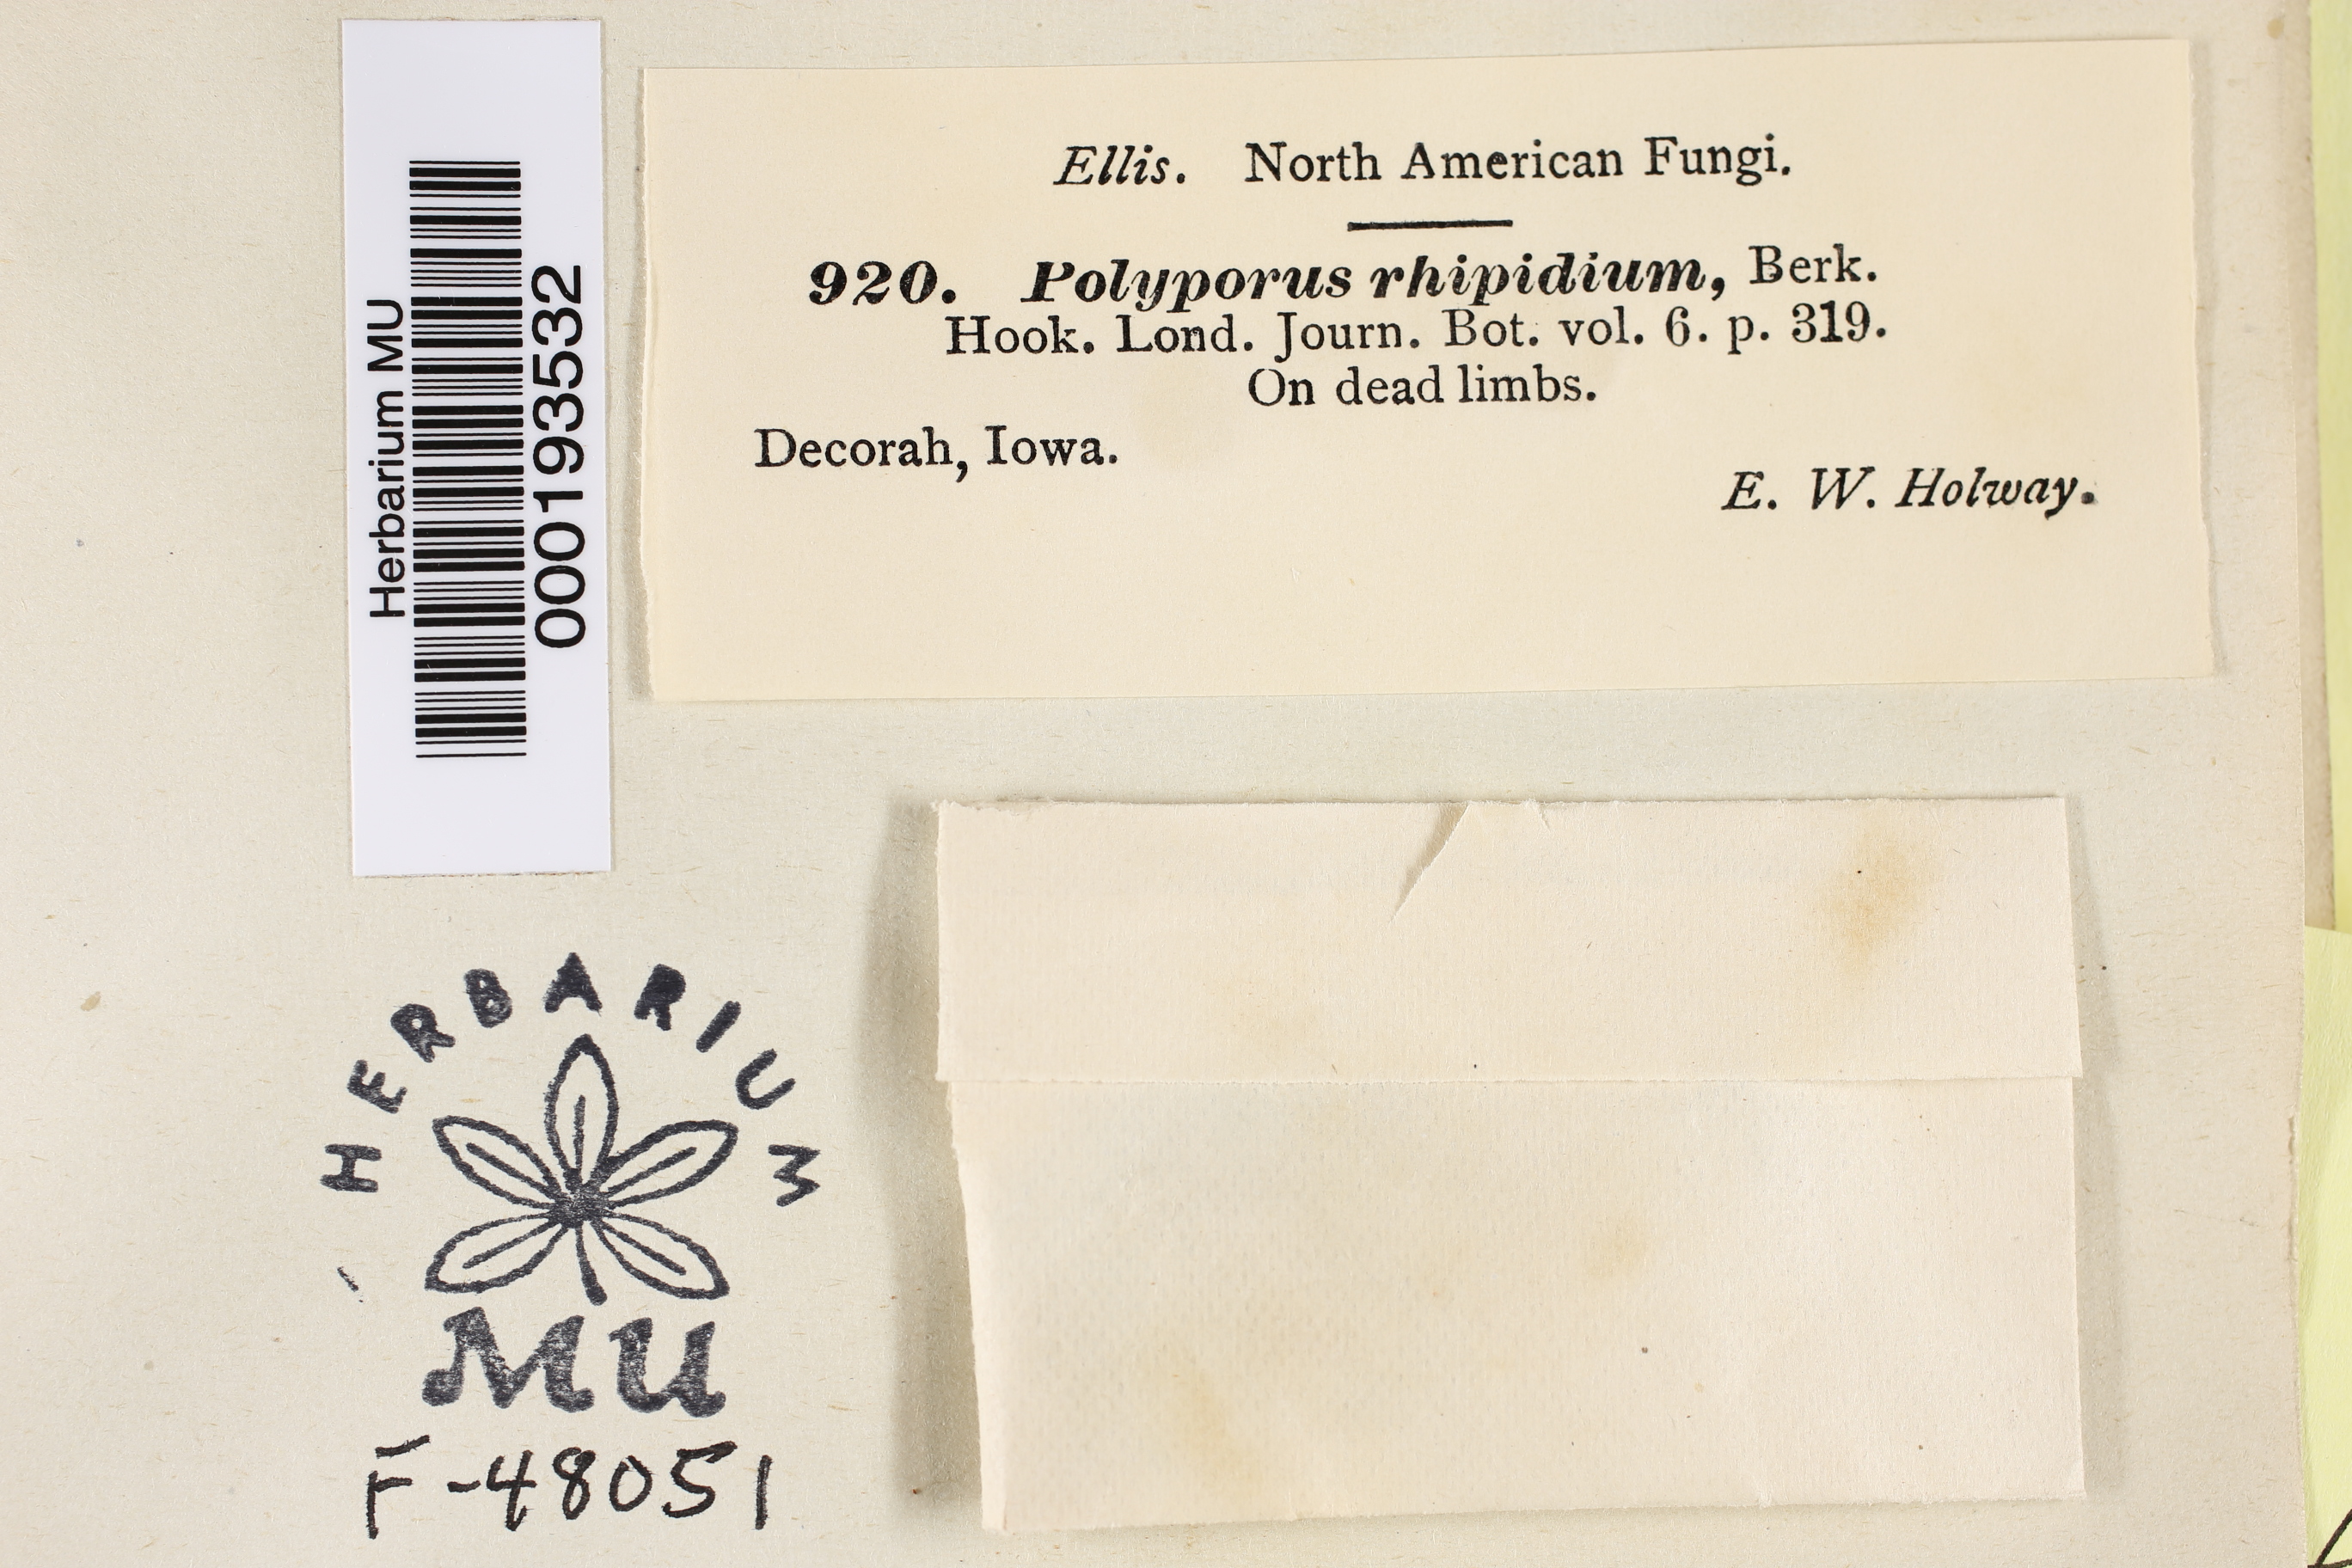 Herbarium MU
000193532
Ellis. North American Fungi.
920. Polyporus rhipidium, Berk.
Hook. Lond. Journ. Bot. vol. 6. p. 319.
On dead limbs.
Decorah, Iowa.
E. W. Holway.
HERBARIUM
MU
F-48051